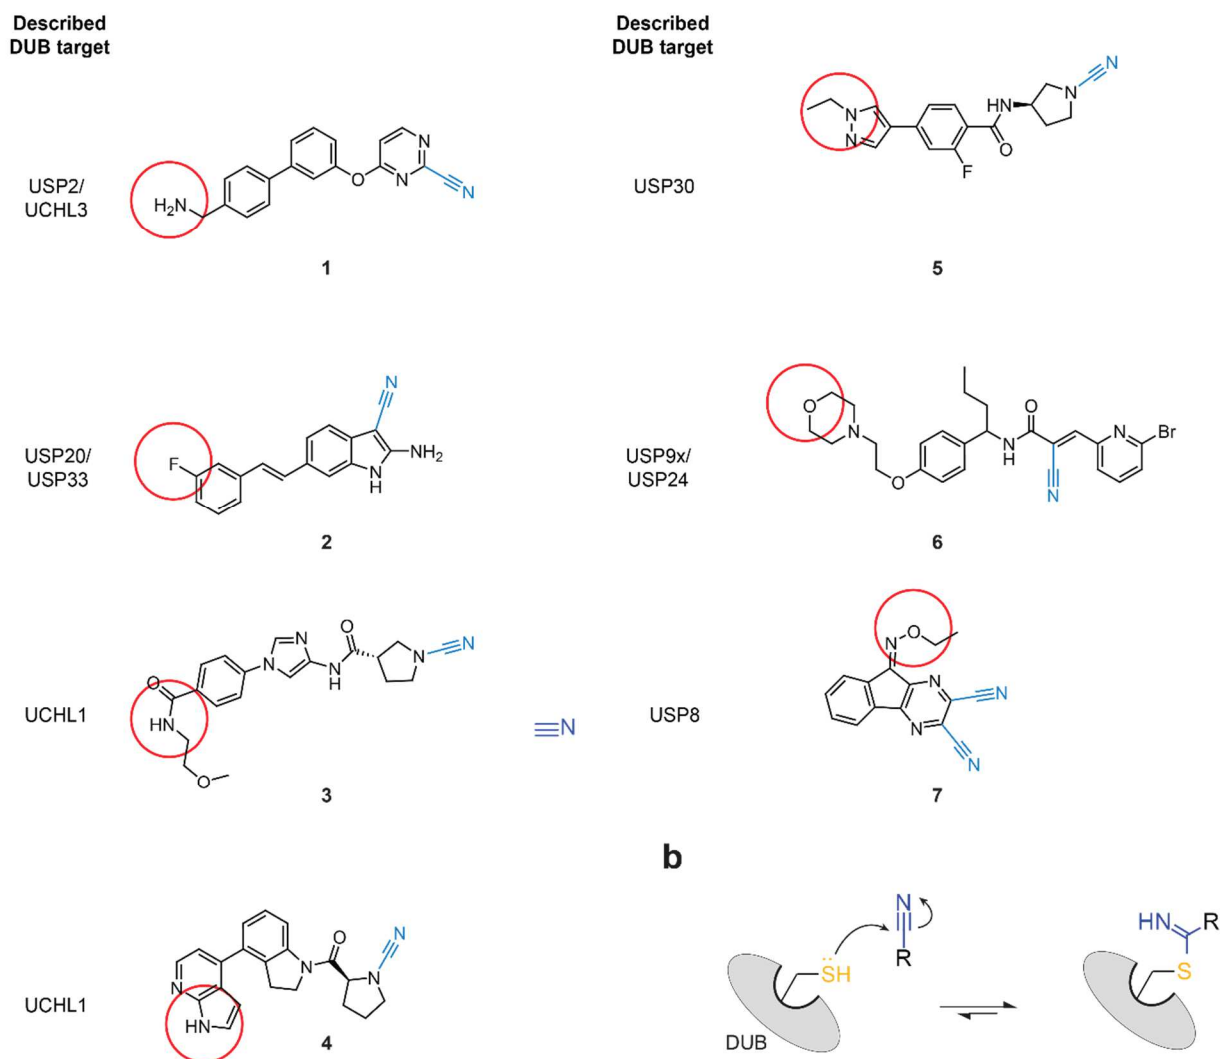 Described
DUB target
USP2/
UCHL3
H₂N
O
N
N
N
1
USP20/
USP33
F
N
NH₂
N
H
2
UCHL1
O
HN
O
N
N
N
H
O
N
N
3
≡N
UCHL1
N
HN
N
O
N
N
4
Described
DUB target
USP30
N
N
F
O
HN
N
N
5
USP9x/
USP24
O
N
O
N
H
O
N
N
Br
6
USP8
N
O
N
N
N
N
7
b
DUB
SH
N
R
HN
R
S